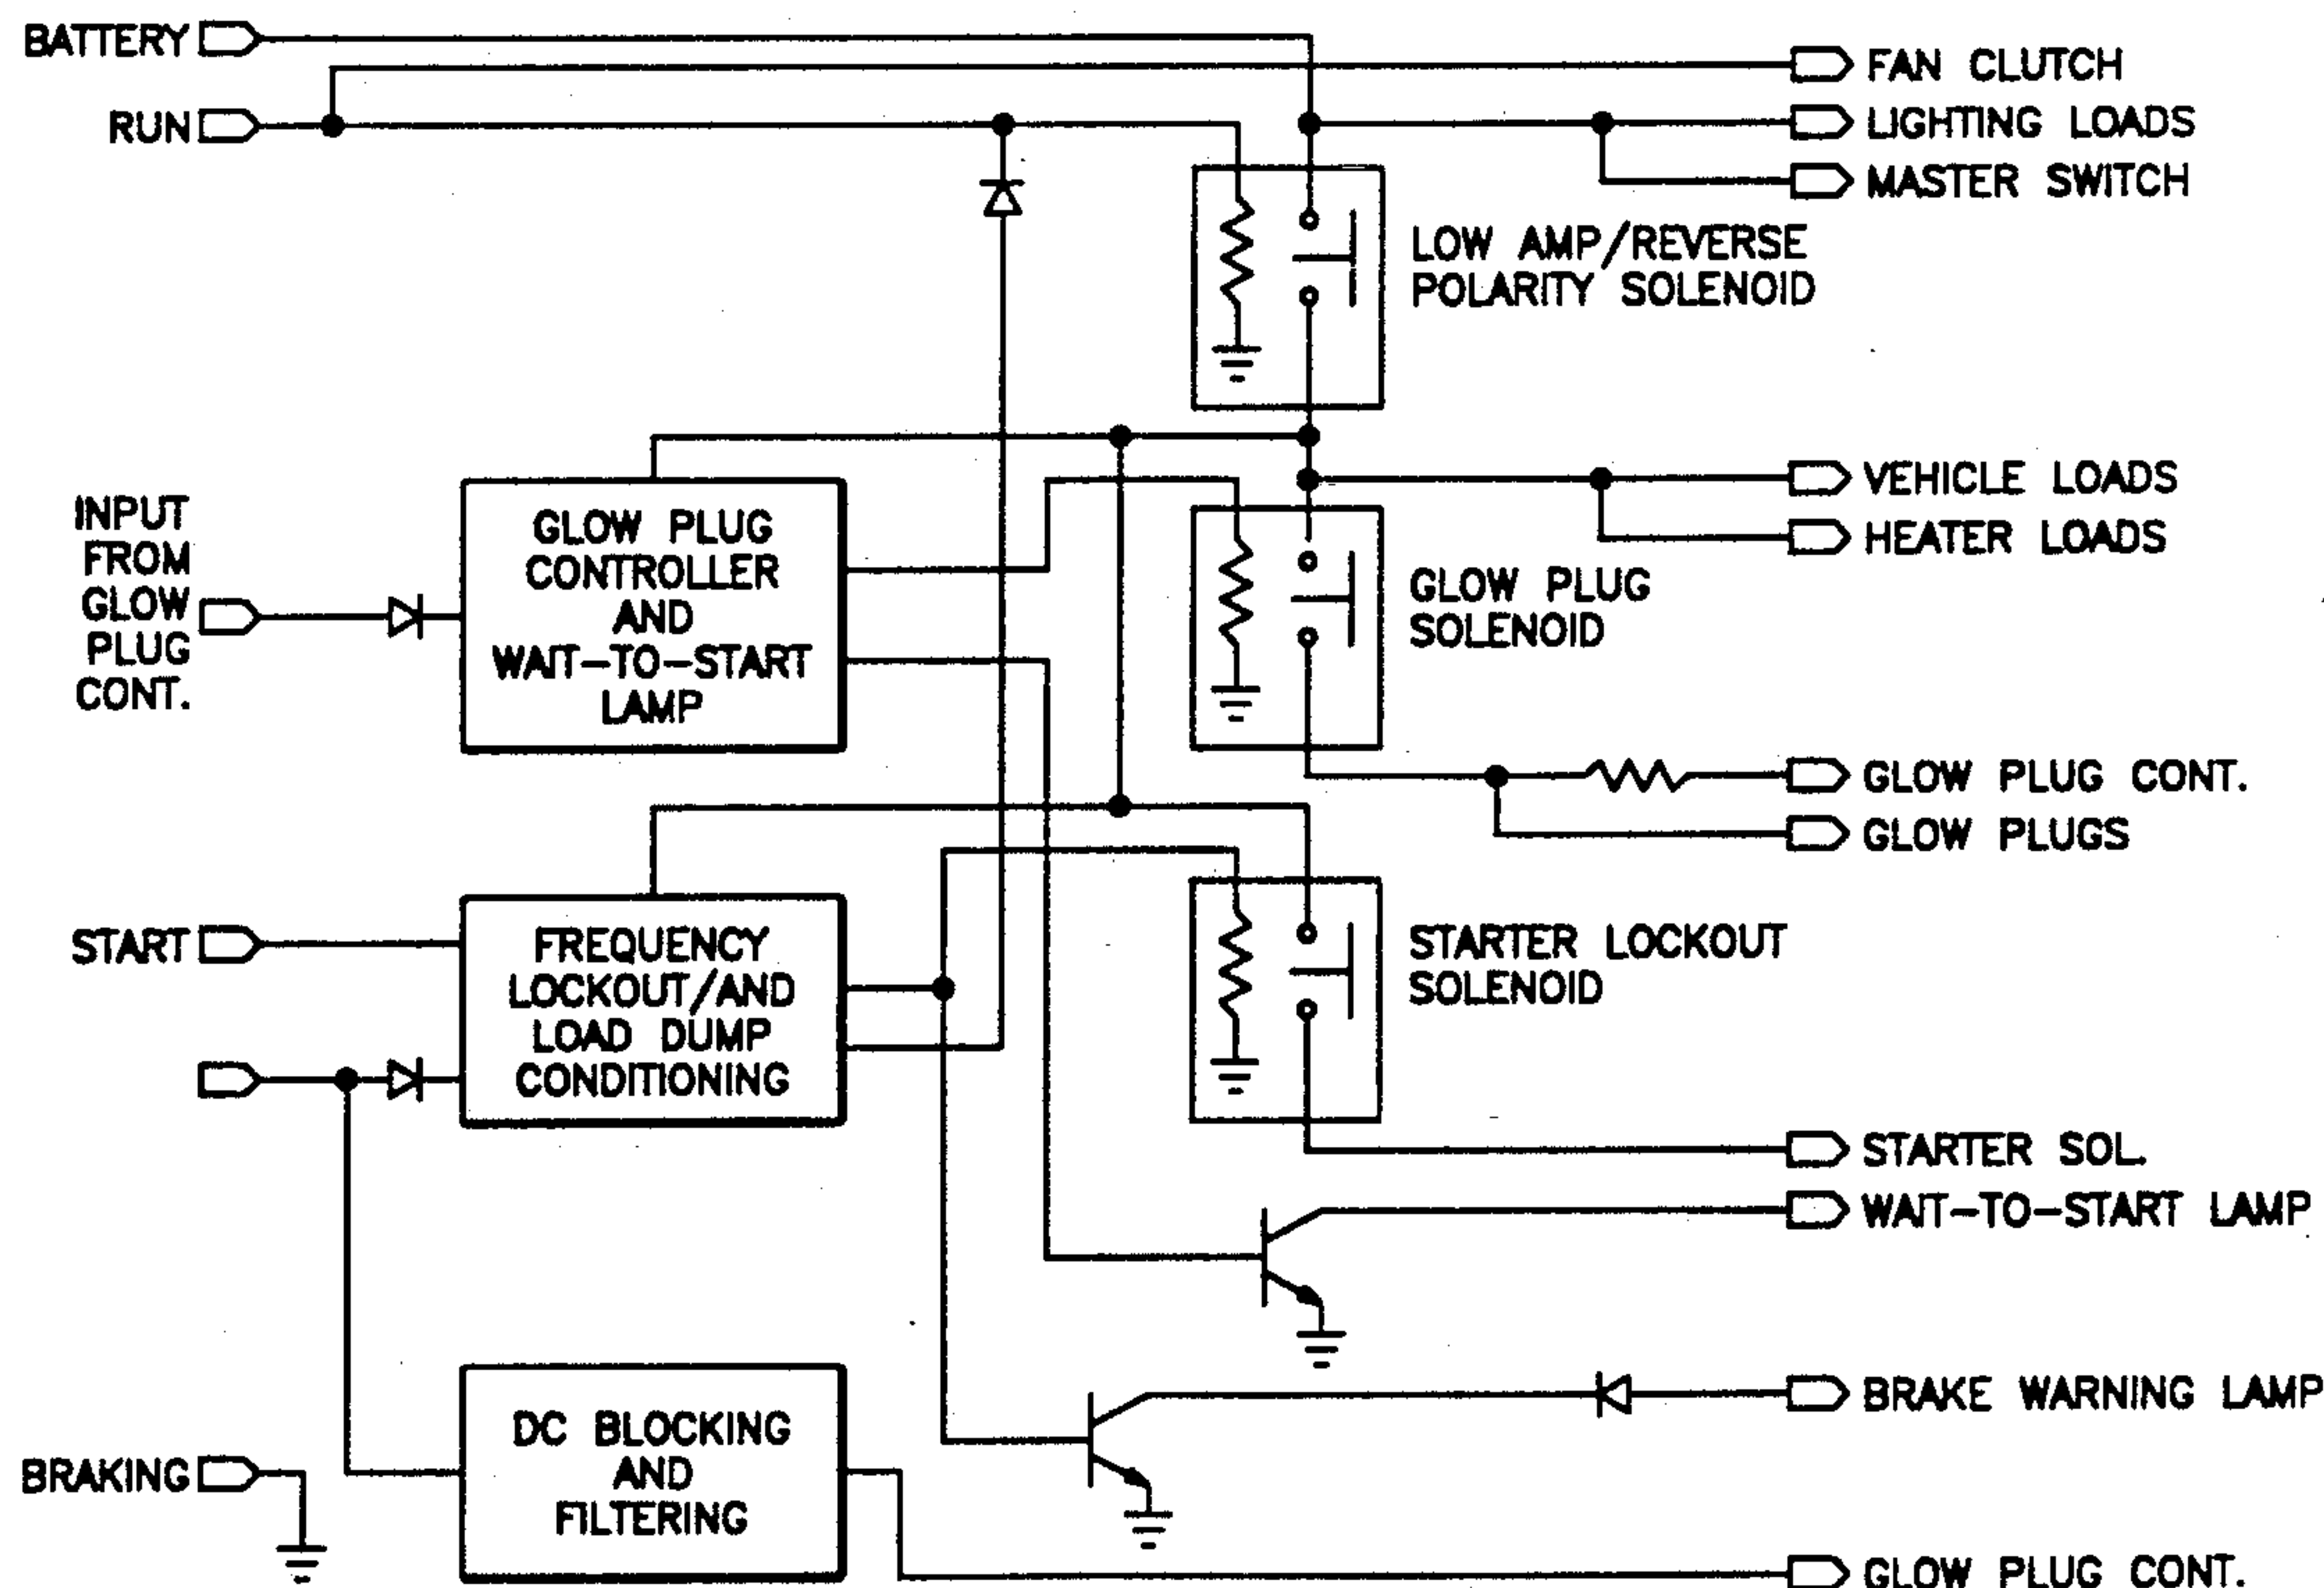 BATTERY
FAN CLUTCH
RUN
LIGHTING LOADS
MASTER SWITCH
LOW AMP/REVERSE
POLARITY SOLENOID
INPUT
FROM
GLOW
PLUG
CONT.
GLOW PLUG
CONTROLLER
AND
WAIT-TO-START
LAMP
VEHICLE LOADS
HEATER LOADS
GLOW PLUG
SOLENOID
GLOW PLUG CONT.
GLOW PLUGS
START
FREQUENCY
LOCKOUT/AND
LOAD DUMP
CONDITIONING
STARTER LOCKOUT
SOLENOID
STARTER SOL.
WAIT-TO-START LAMP
BRAKE WARNING LAMP
BRAKING
DC BLOCKING
AND
FILTERING
GLOW PLUG CONT.